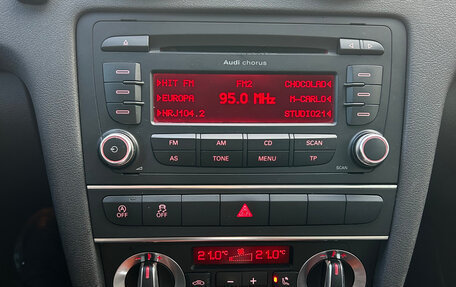 Audi chorus
HIT FM FM2 CHOCOLAD
EUROPA 95.0 MHz M-CARLO
NRJ104.2 STUDIO21
FM AM CD SCAN
AS TONE MENU TP SCAN
OFF OFF
21.0°C 21.0°C